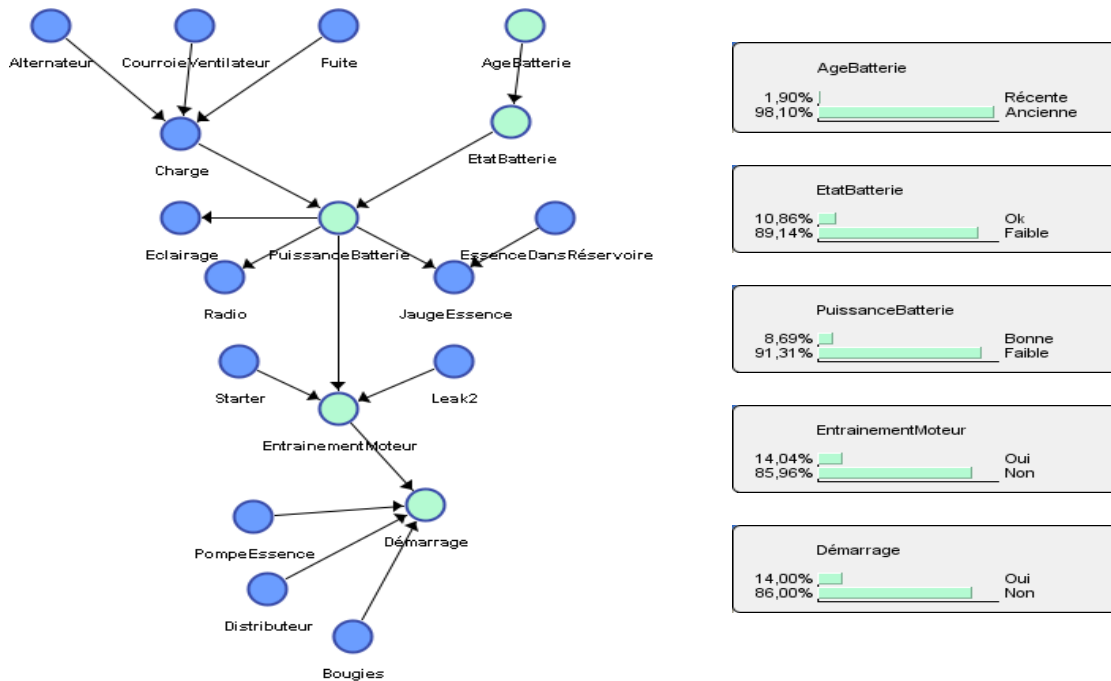 Alternateur
CourroieVentilateur
Fuite
AgeBatterie
Charge
EtatBatterie
Eclairage
PuissanceBatterie
EssenceDansRéservoire
Radio
JaugeEssence
Starter
Leak2
EntrainementMoteur
PompeEssence
Démarrage
Distributeur
Bougies
AgeBatterie
1,90% Récente
98,10% Ancienne
EtatBatterie
10,86% Ok
89,14% Faible
PuissanceBatterie
8,69% Bonne
91,31% Faible
EntrainementMoteur
14,04% Oui
85,96% Non
Démarrage
14,00% Oui
86,00% Non